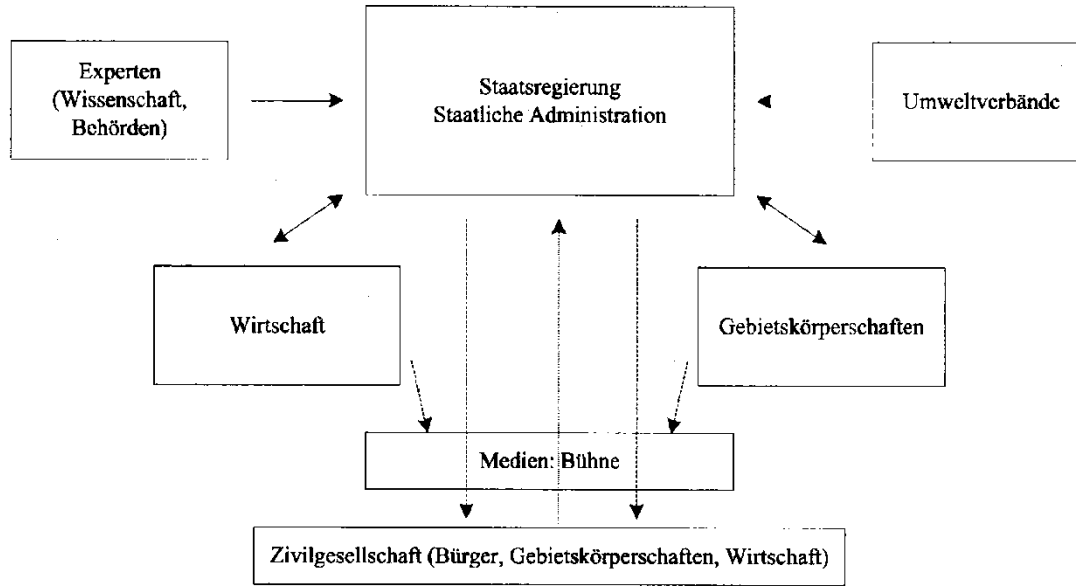 Experten
(Wissenschaft,
Behörden)
Staatsregierung
Staatliche Administration
Umweltverbände
Wirtschaft
Gebietskörperschaften
Medien: Bühne
Zivilgesellschaft (Bürger, Gebietskörperschaften, Wirtschaft)